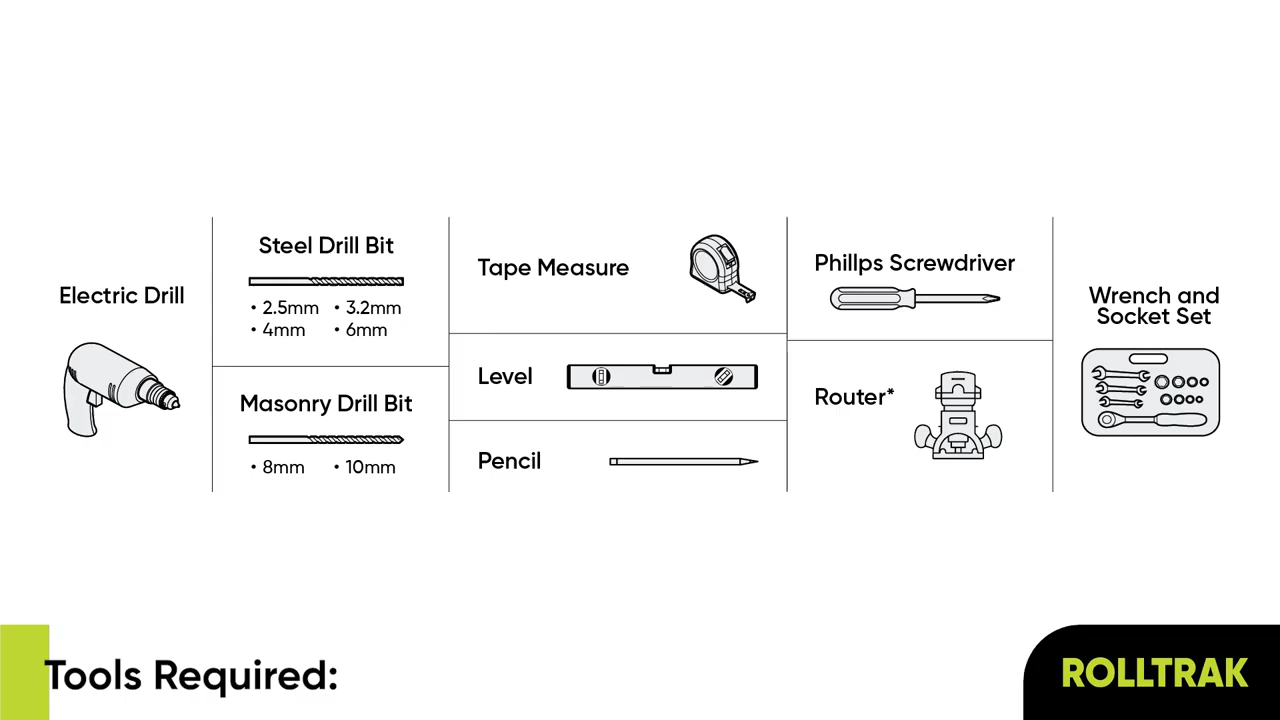 Electric Drill
Steel Drill Bit
• 2.5mm • 3.2mm
• 4mm • 6mm
Masonry Drill Bit
• 8mm • 10mm
Tape Measure
Level
Pencil
Phillps Screwdriver
Router*
Wrench and
Socket Set
Tools Required:
ROLLTRAK